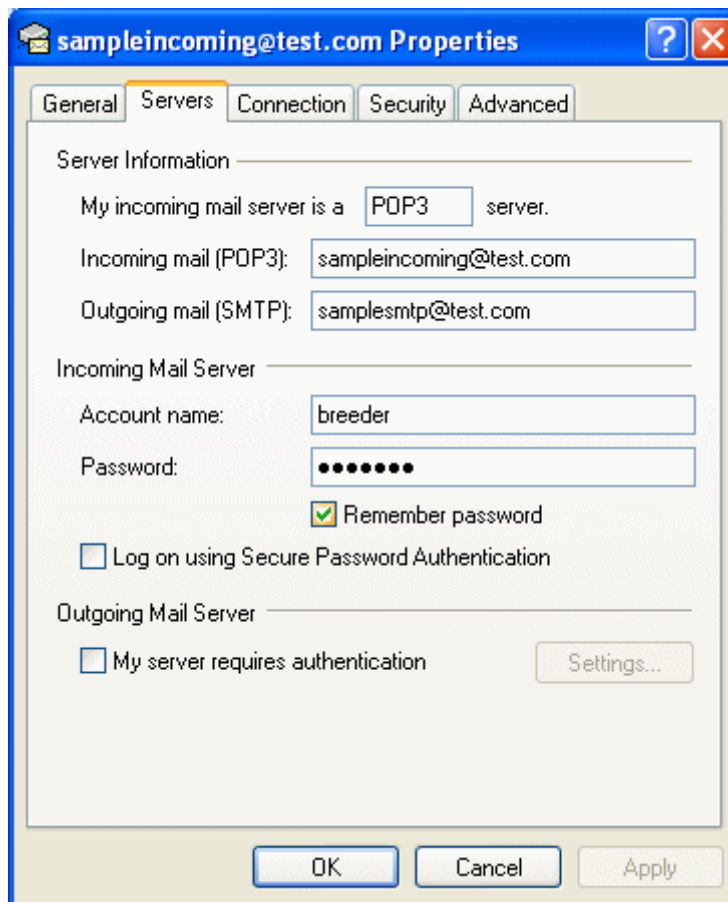 sampleincoming@test.com Properties ?
General Servers Connection Security Advanced
Server Information
My incoming mail server is a POP3 server.
Incoming mail (POP3): sampleincoming@test.com
Outgoing mail (SMTP): samplesmtp@test.com
Incoming Mail Server
Account name: breeder
Password: ●●●●●●●
Remember password
Log on using Secure Password Authentication
Outgoing Mail Server
My server requires authentication Settings...
OK Cancel Apply